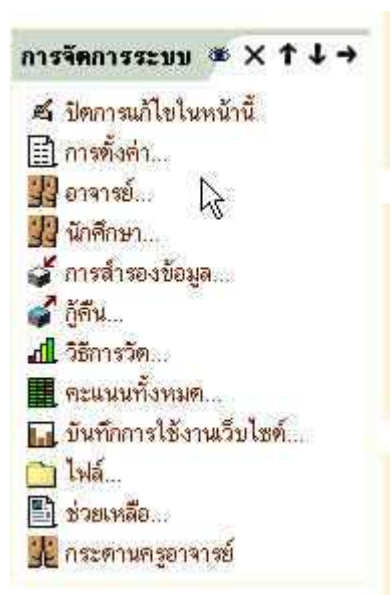 การจัดการระบบ
ปิดการแก้ไขในหน้านี้
การตั้งค่า...
อาจารย์...
นักศึกษา...
การสำรองข้อมูล...
กู้คืน...
วิธีการวัด...
คะแนนทั้งหมด...
บันทึกการใช้งานเว็บไซต์...
ไฟล์...
ช่วยเหลือ...
กระดานครูอาจารย์